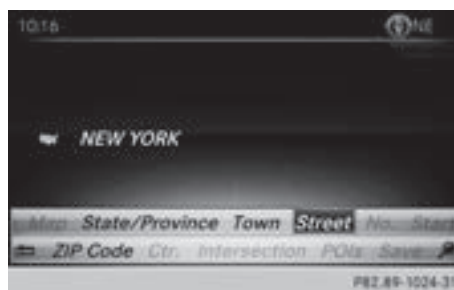 10:16 NE
NEW YORK
Map State/Province Town Street No. Start
ZIP Code Ctr. Intersection POIs Save
P82.89-1024-31